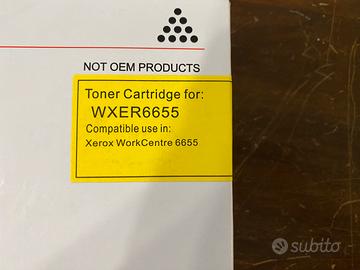 NOT OEM PRODUCTS
Toner Cartridge for:
WXER6655
Compatible use in:
Xerox WorkCentre 6655
subito